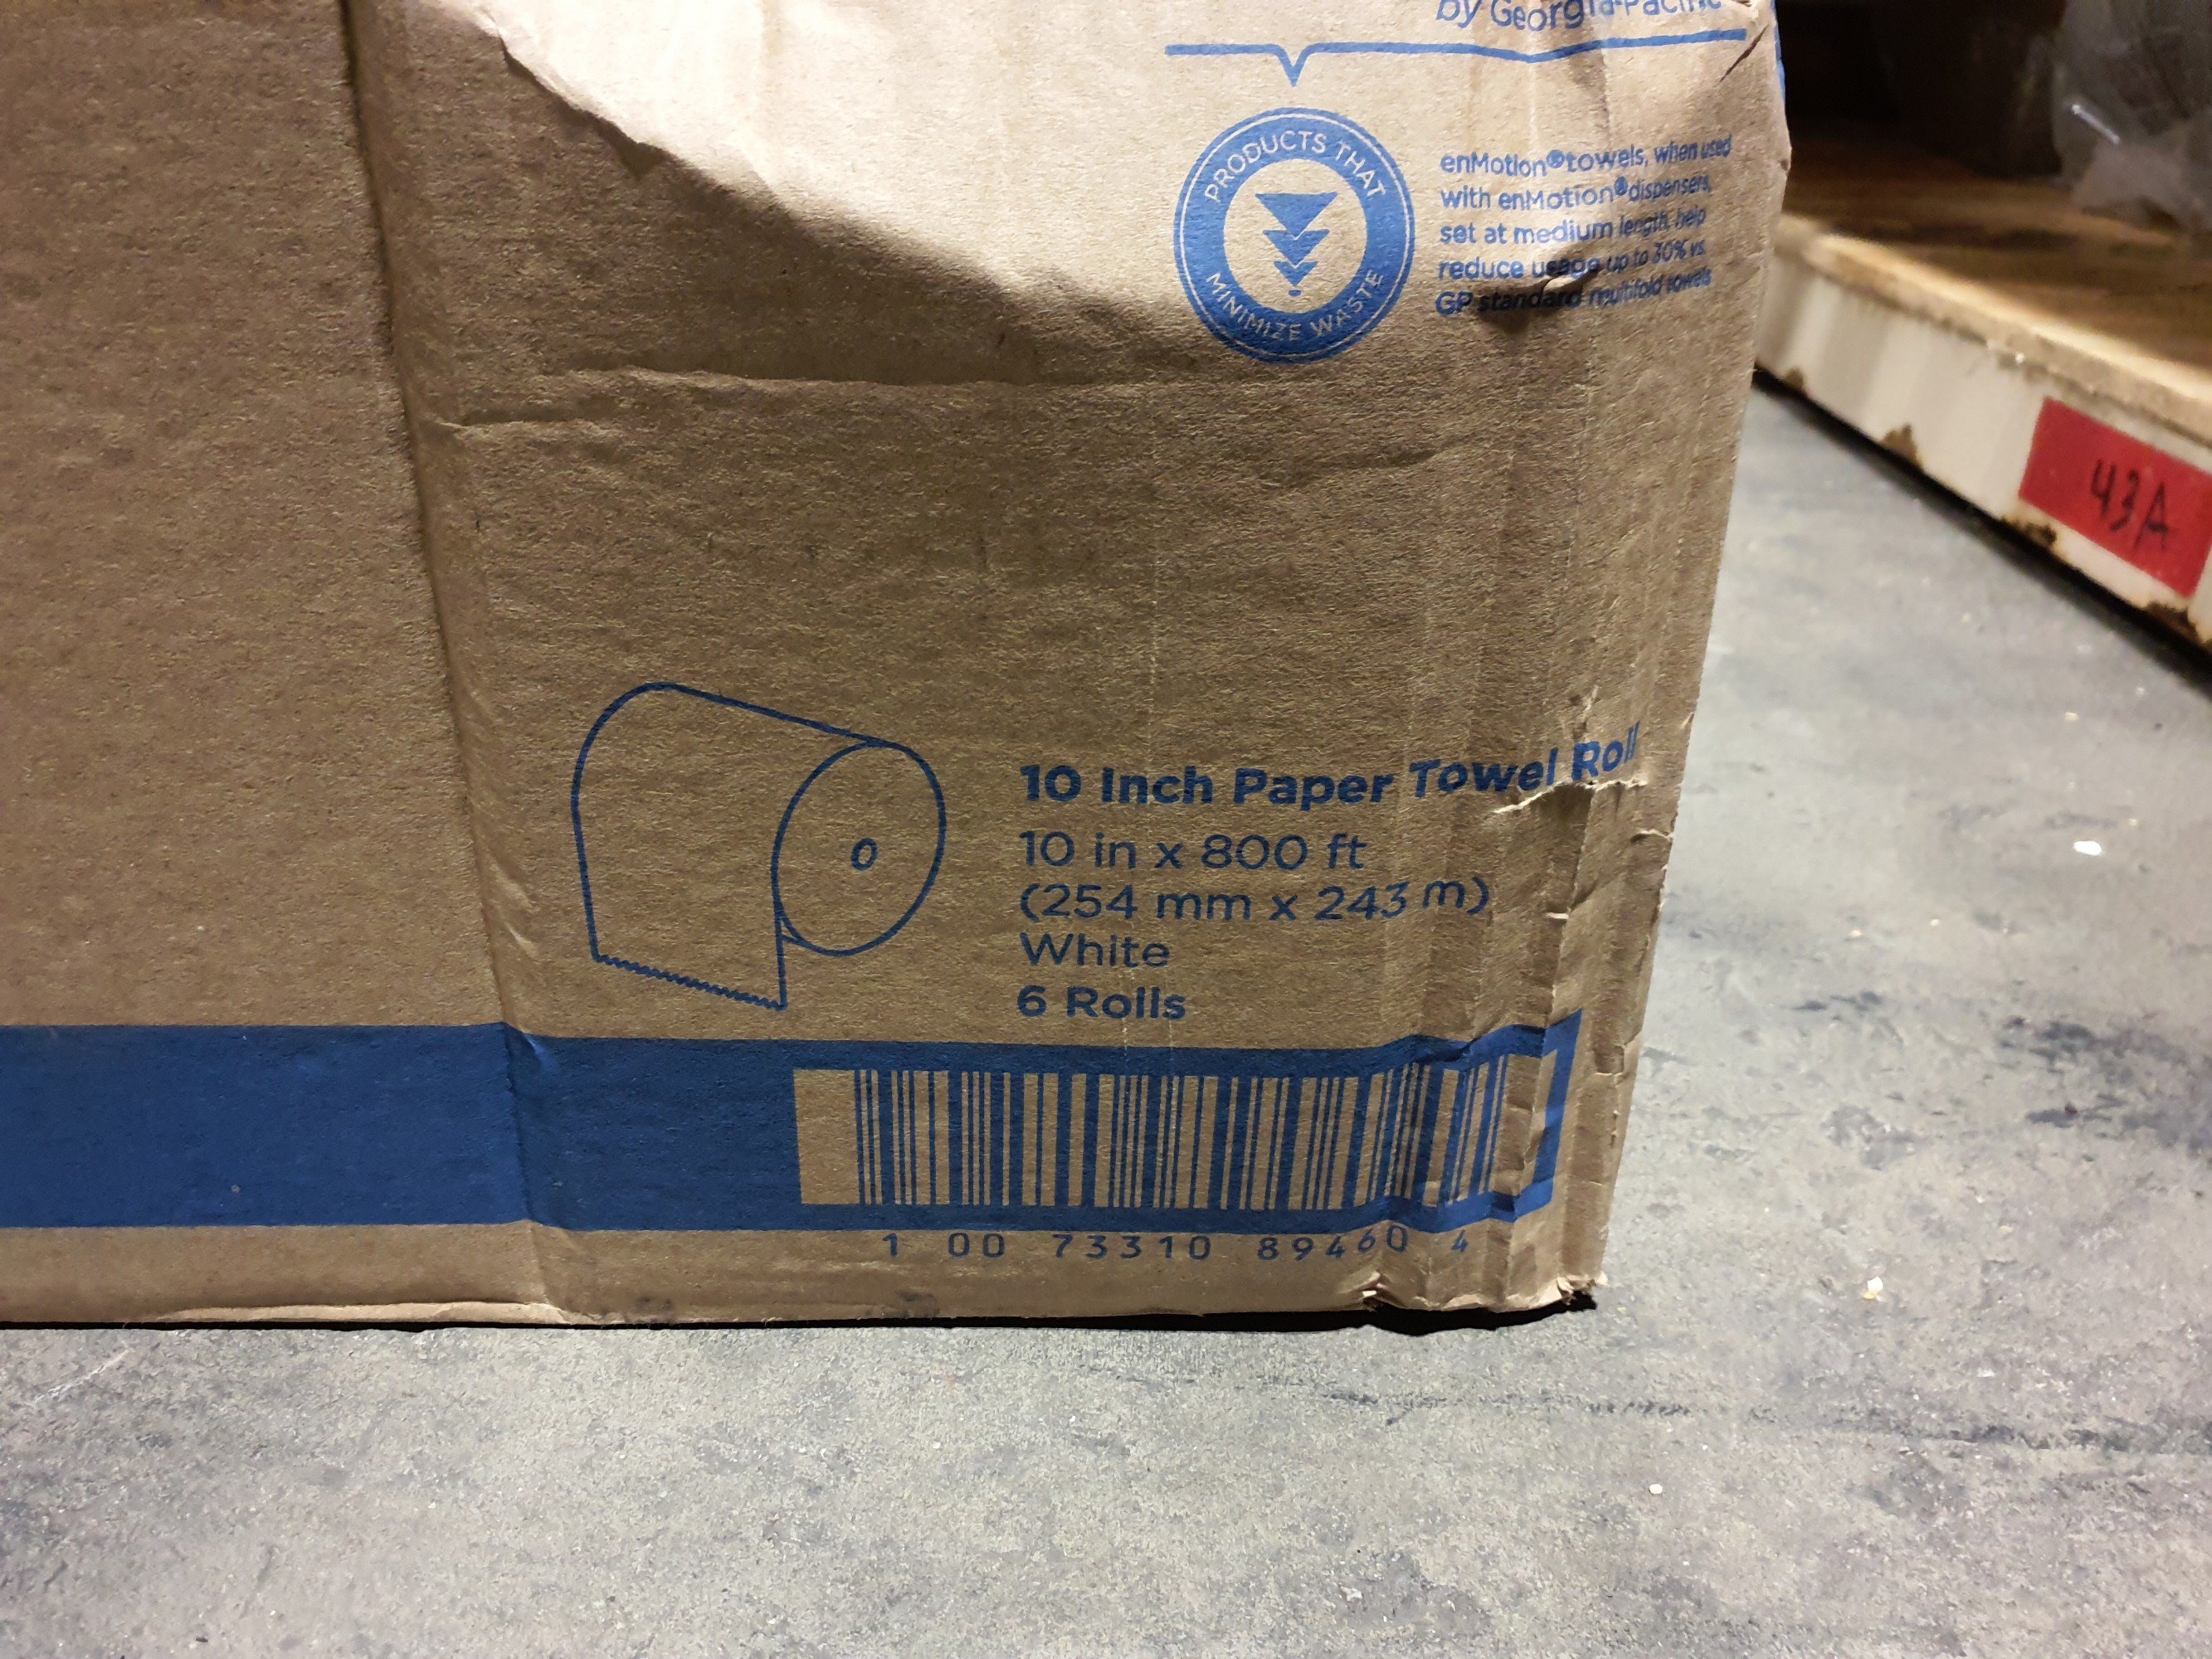 by Georgia-Pacific
PRODUCTS THAT
MINIMIZE WASTE
enMotion® towels, when used
with enMotion® dispensers,
set at medium length, help
reduce usage up to 30% vs.
GP standard multifold towels
43A
10 Inch Paper Towel Roll
10 in x 800 ft
(254 mm x 243 m)
White
6 Rolls
1 00 73310 89460 4